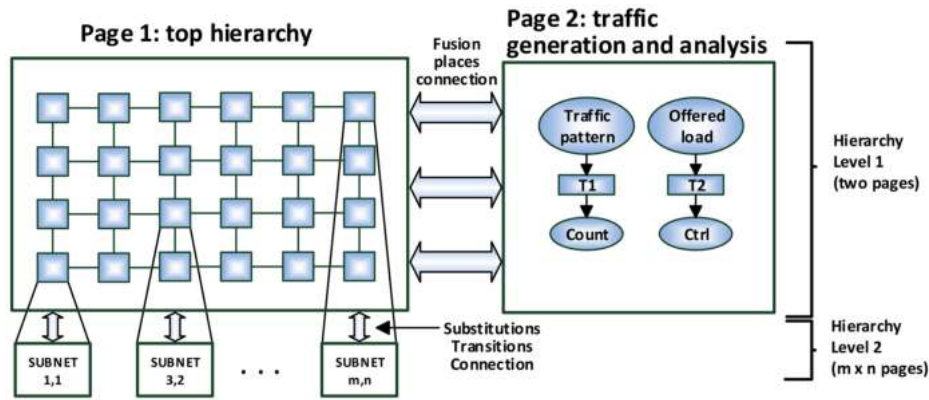 Page 1: top hierarchy
Fusion
places
connection
Page 2: traffic
generation and analysis
Traffic
pattern
Offered
load
T1
T2
Count
Ctrl
Hierarchy
Level 1
(two pages)
Substitutions
Transitions
Connection
SUBNET
1,1
SUBNET
3,2
. . .
SUBNET
m,n
Hierarchy
Level 2
(m x n pages)